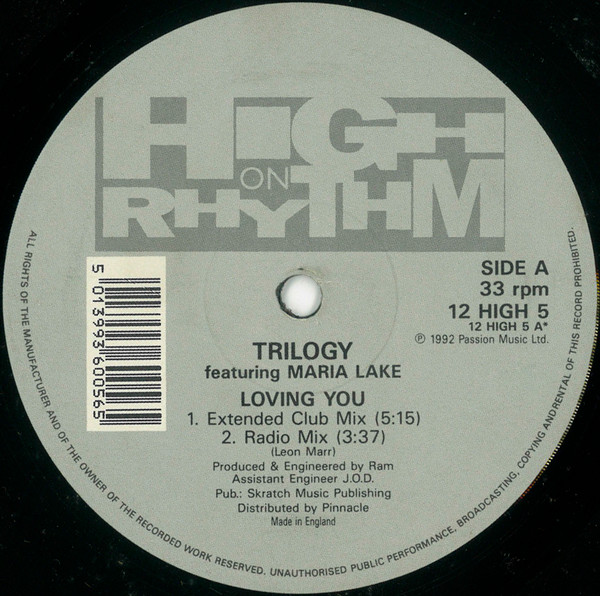 HIGH
ON
RHYTHM
SIDE A
33 rpm
12 HIGH 5
12 HIGH 5 A*
℗ 1992 Passion Music Ltd.
5 013993 600565
TRILOGY
featuring MARIA LAKE
LOVING YOU
1. Extended Club Mix (5:15)
2. Radio Mix (3:37)
(Leon Marr)
Produced & Engineered by Ram
Assistant Engineer J.O.D.
Pub.: Skratch Music Publishing
Distributed by Pinnacle
Made in England
ALL RIGHTS OF THE MANUFACTURER AND OF THE OWNER OF THE RECORDED WORK RESERVED. UNAUTHORISED PUBLIC PERFORMANCE, BROADCASTING, COPYING ANDRENTAL OF THIS RECORD PROHIBITED.